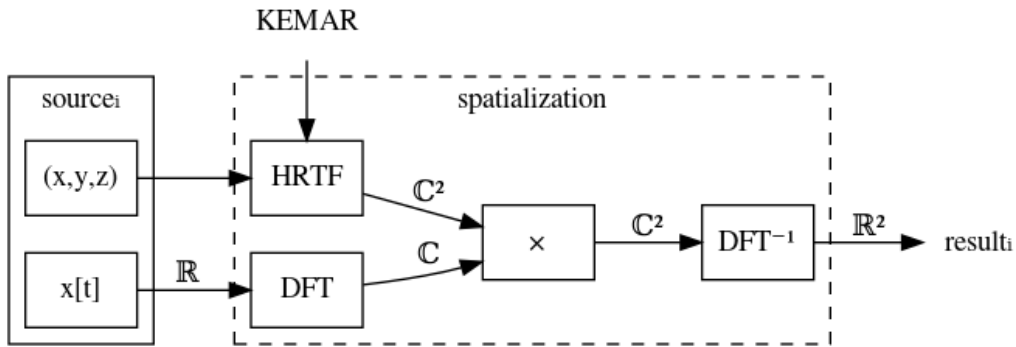 KEMAR
sourceᵢ
spatialization
(x,y,z)
HRTF
ℂ²
×
ℂ²
DFT⁻¹
ℝ²
resultᵢ
x[t]
ℝ
DFT
ℂ